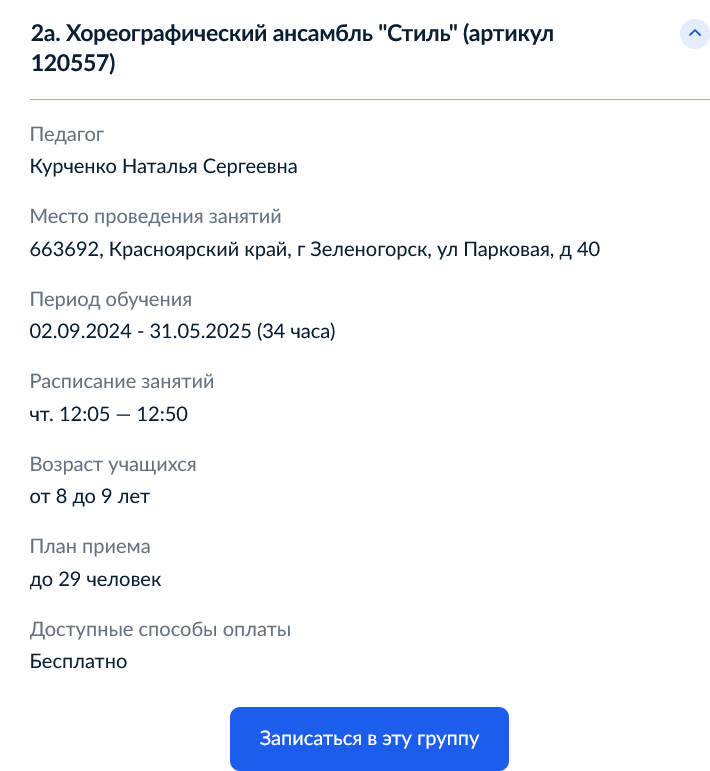 2а. Хореографический ансамбль "Стиль" (артикул
120557)
Педагог
Курченко Наталья Сергеевна
Место проведения занятий
663692, Красноярский край, г Зеленогорск, ул Парковая, д 40
Период обучения
02.09.2024 - 31.05.2025 (34 часа)
Расписание занятий
чт. 12:05 — 12:50
Возраст учащихся
от 8 до 9 лет
План приема
до 29 человек
Доступные способы оплаты
Бесплатно
Записаться в эту группу